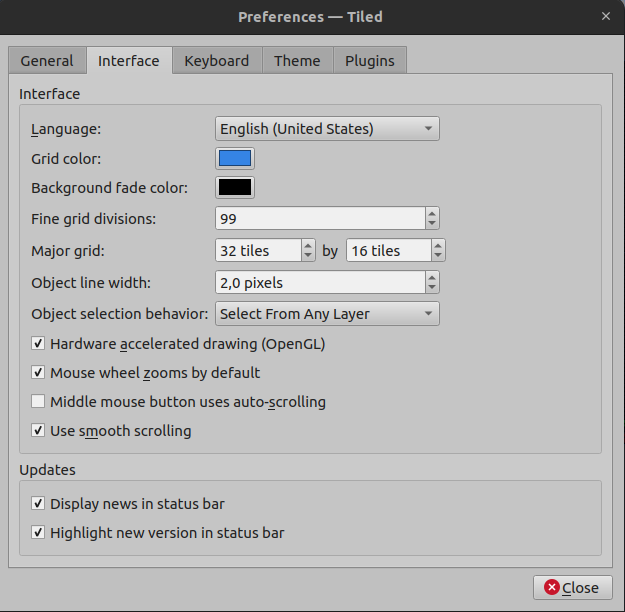 Preferences — Tiled
General Interface Keyboard Theme Plugins
Interface
Language: English (United States)
Grid color:
Background fade color:
Fine grid divisions: 99
Major grid: 32 tiles by 16 tiles
Object line width: 2,0 pixels
Object selection behavior: Select From Any Layer
Hardware accelerated drawing (OpenGL)
Mouse wheel zooms by default
Middle mouse button uses auto-scrolling
Use smooth scrolling
Updates
Display news in status bar
Highlight new version in status bar
Close